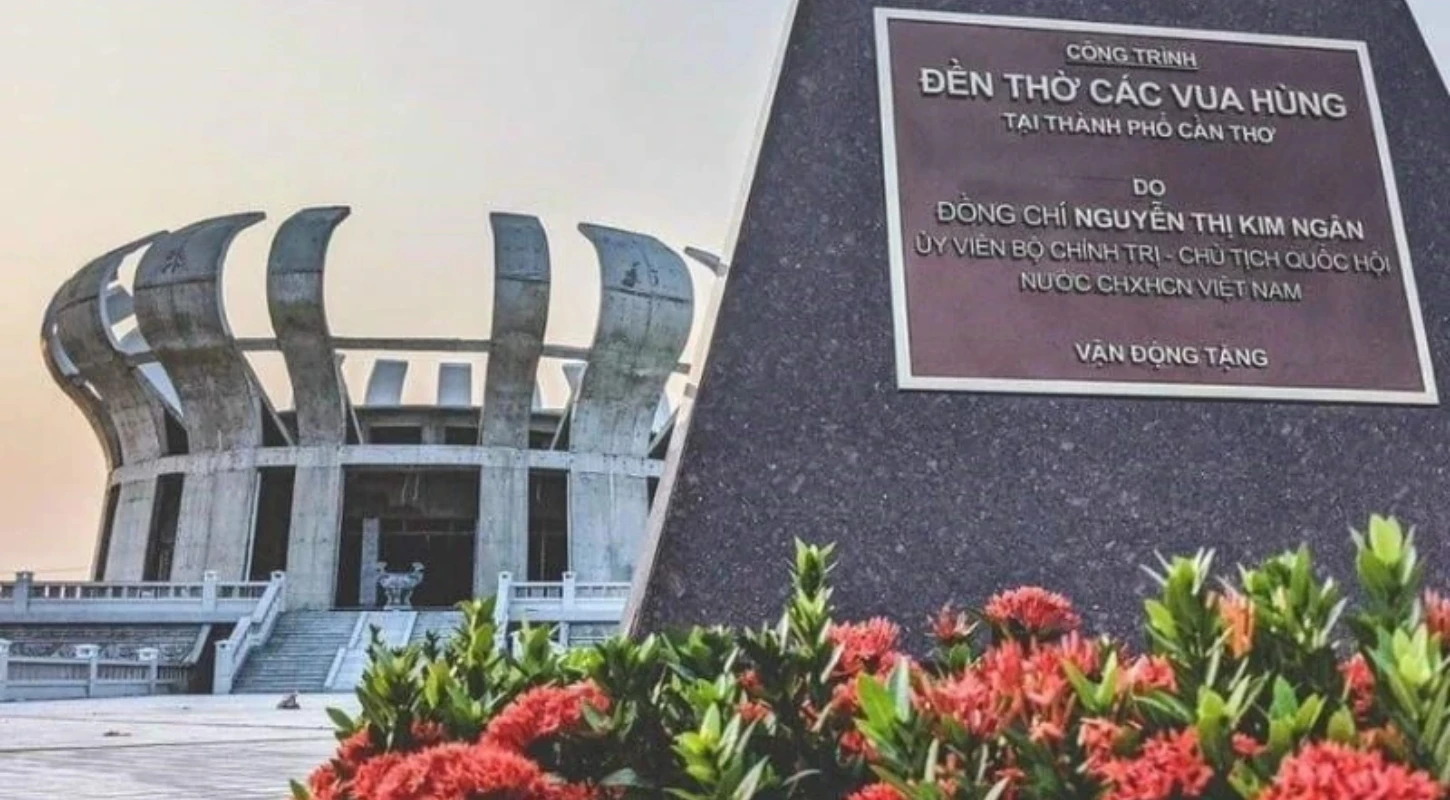 CÔNG TRÌNH
ĐỀN THỜ CÁC VUA HÙNG
TẠI THÀNH PHỐ CẦN THƠ
DO
ĐỒNG CHÍ NGUYỄN THỊ KIM NGÂN
ỦY VIÊN BỘ CHÍNH TRỊ - CHỦ TỊCH QUỐC HỘI
NƯỚC CHXHCN VIỆT NAM
VẬN ĐỘNG TẶNG